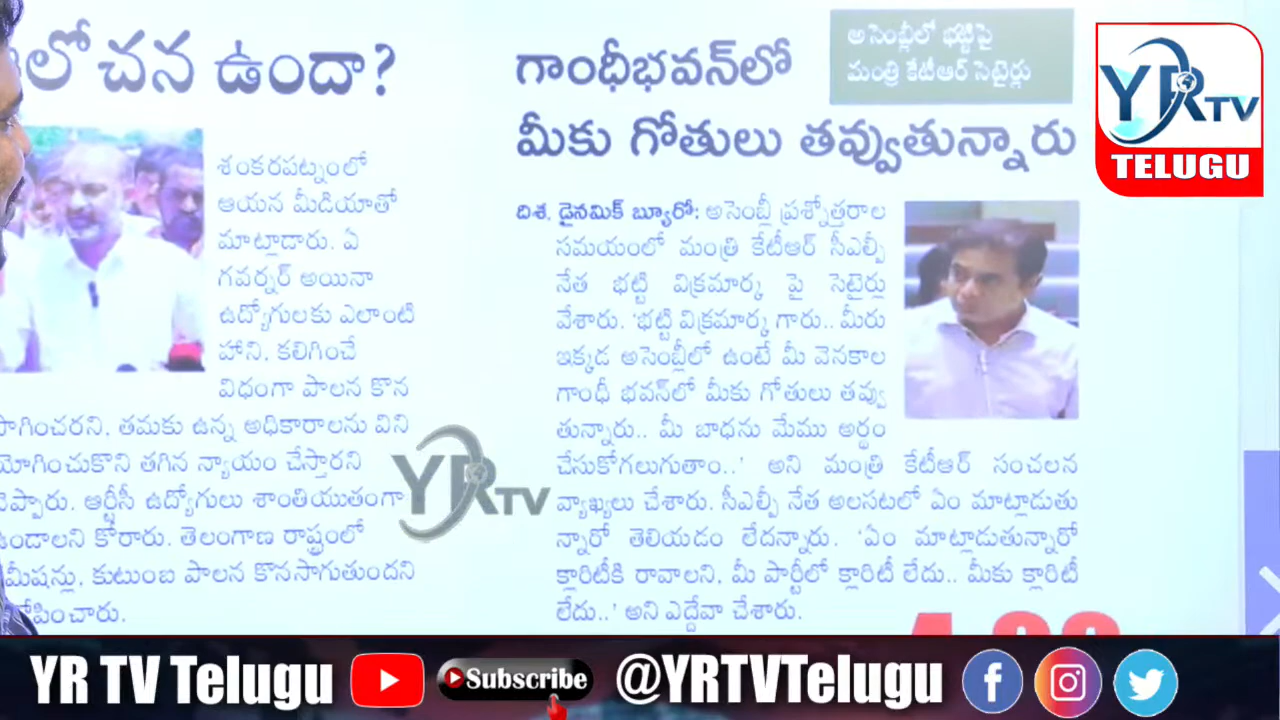 లోచన ఉందా?
శంకరపట్నంలో
ఆయన మీడియాతో
మాట్లాడారు. ఏ
గవర్నర్ అయినా
ఉద్యోగులకు ఎలాంటి
హాని. కలిగించే
విధంగా పాలన కొన
సాగించరని. తమకు ఉన్న అధికారాలను విని
యోగించుకొని తగిన న్యాయం చేస్తారని
చెప్పారు. ఆర్టీసీ ఉద్యోగులు శాంతియుతంగా
ఉండాలని కోరారు. తెలంగాణ రాష్ట్రంలో
కమీషన్లు. కుటుంబ పాలన కొనసాగుతుందని
ఆరోపించారు.
గాంధీభవన్‌లో
మీకు గోతులు తవ్వుతున్నారు
అసెంబ్లీలో భట్టిపై
మంత్రి కేటీఆర్ సెటైర్లు
దిశ. డైనమిక్ బ్యూరో: అసెంబ్లీ ప్రశ్నోత్తరాల
సమయంలో మంత్రి కేటీఆర్ సీఎల్పీ
నేత భట్టి విక్రమార్క పై సెటైర్లు
వేశారు. 'భట్టి విక్రమార్క గారు.. మీరు
ఇక్కడ అసెంబ్లీలో ఉంటే మీ వెనకాల
గాంధీ భవన్‌లో మీకు గోతులు తవ్వు
తున్నారు.. మీ బాధను మేము అర్థం
చేసుకోగలుగుతాం..' అని మంత్రి కేటీఆర్ సంచలన
వ్యాఖ్యలు చేశారు. సీఎల్పీ నేత అలసటలో ఏం మాట్లాడుతు
న్నారో తెలియడం లేదన్నారు. 'ఏం మాట్లాడుతున్నారో
క్లారిటీకి రావాలని. మీ పార్టీలో క్లారిటీ లేదు.. మీకు క్లారిటీ
లేదు..' అని ఎద్దేవా చేశారు.
YR TV
TELUGU
YR TV
YR TV Telugu Subscribe @YRTVTelugu